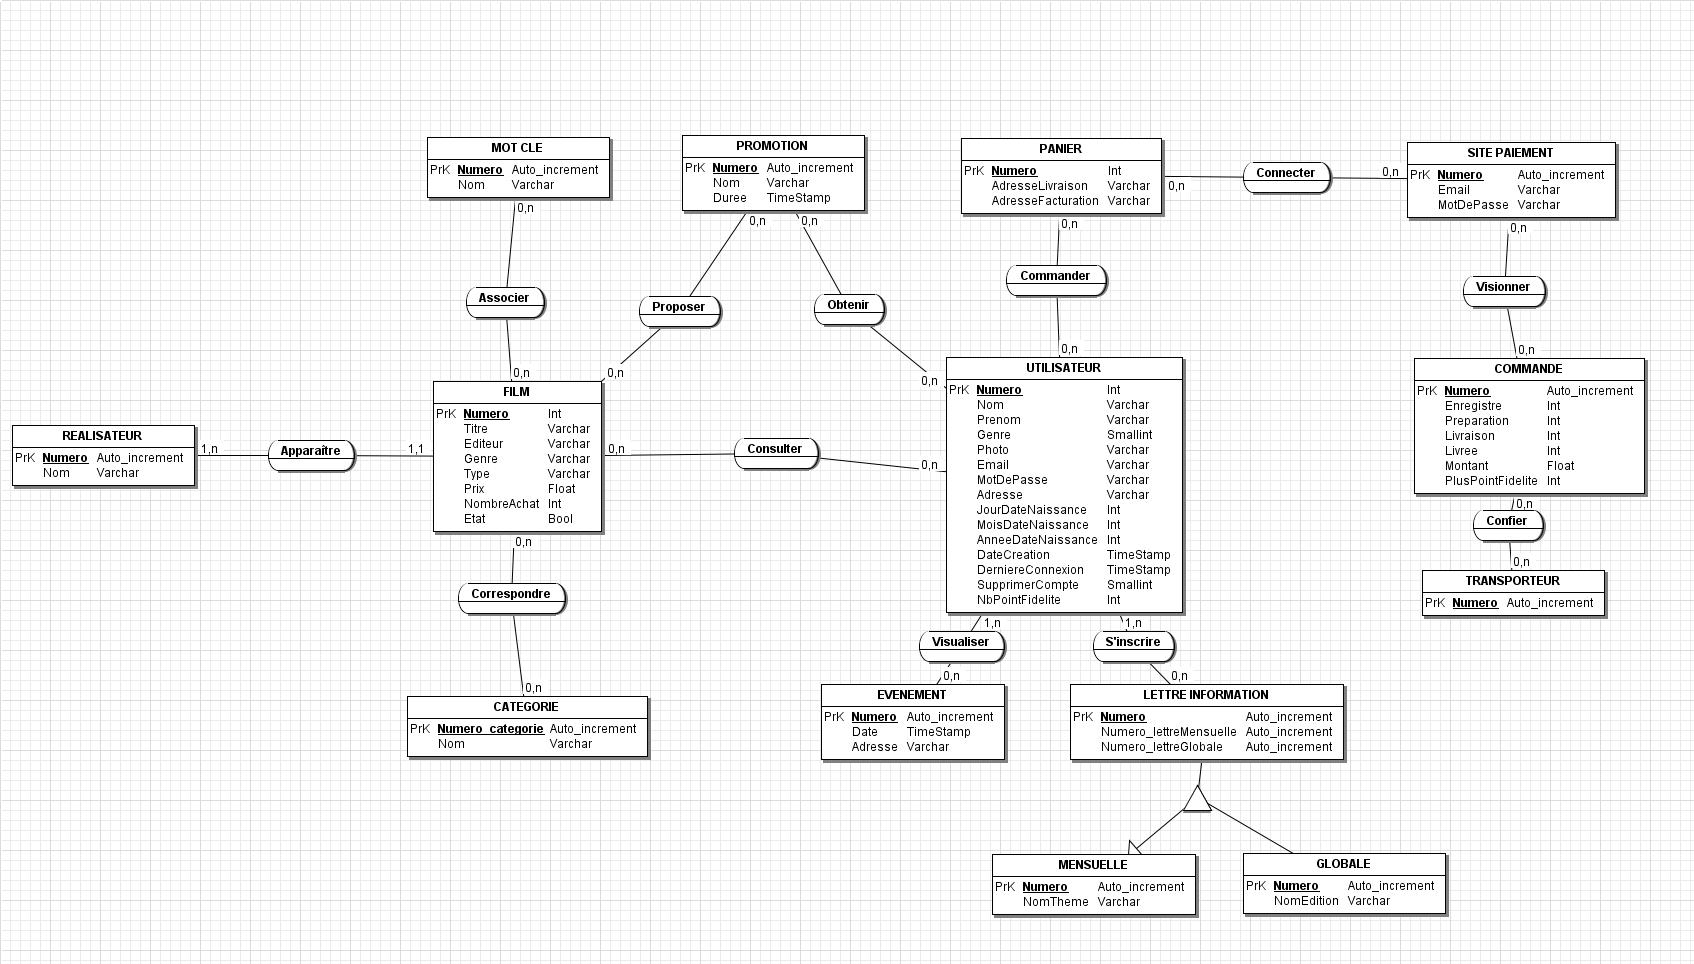 MOT CLE
PrK Numero Auto_increment
Nom Varchar
0,n
PROMOTION
PrK Numero Auto_increment
Nom Varchar
Duree TimeStamp
0,n 0,n
PANIER
PrK Numero Int
AdresseLivraison Varchar
AdresseFacturation Varchar
0,n
0,n
Connecter
0,n
SITE PAIEMENT
PrK Numero Auto_increment
Email Varchar
MotDePasse Varchar
0,n
Associer
0,n
Proposer
0,n
Obtenir
0,n
Commander
0,n
Visionner
0,n
REALISATEUR
PrK Numero Auto_increment
Nom Varchar
1,n
Apparaître
1,1
FILM
PrK Numero Int
Titre Varchar
Editeur Varchar
Genre Varchar
Type Varchar
Prix Float
NombreAchat Int
Etat Bool
0,n
0,n
Consulter
0,n
UTILISATEUR
PrK Numero Int
Nom Varchar
Prenom Varchar
Genre Smallint
Photo Varchar
Email Varchar
MotDePasse Varchar
Adresse Varchar
JourDateNaissance Int
MoisDateNaissance Int
AnneeDateNaissance Int
DateCreation TimeStamp
DerniereConnexion TimeStamp
SupprimerCompte Smallint
NbPointFidelite Int
1,n 1,n
COMMANDE
PrK Numero Auto_increment
Enregistre Int
Preparation Int
Livraison Int
Livree Int
Montant Float
PlusPointFidelite Int
0,n
Confier
0,n
TRANSPORTEUR
PrK Numero Auto_increment
Correspondre
0,n
CATEGORIE
PrK Numero_categorie Auto_increment
Nom Varchar
Visualiser
0,n
EVENEMENT
PrK Numero Auto_increment
Date TimeStamp
Adresse Varchar
S'inscrire
0,n
LETTRE INFORMATION
PrK Numero Auto_increment
Numero_lettreMensuelle Auto_increment
Numero_lettreGlobale Auto_increment
MENSUELLE
PrK Numero Auto_increment
NomTheme Varchar
GLOBALE
PrK Numero Auto_increment
NomEdition Varchar